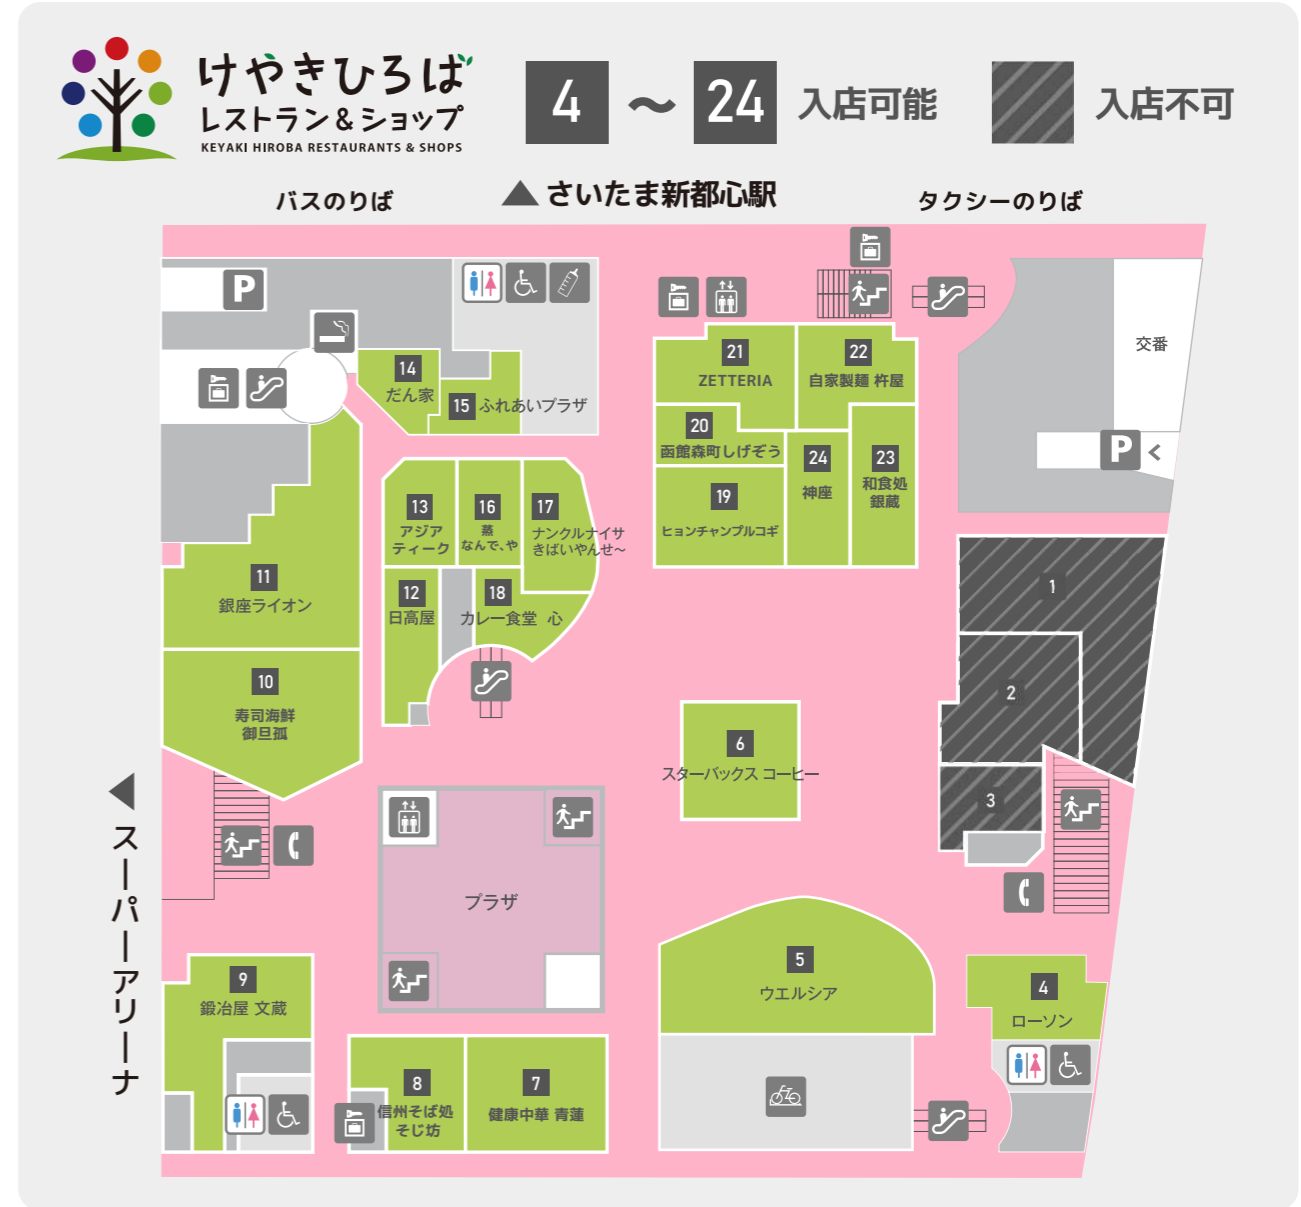 けやきひろば
レストラン&ショップ
KEYAKI HIROBA RESTAURANTS & SHOPS
4 ～ 24 入店可能
入店不可
バスのりば
▲さいたま新都心駅
タクシーのりば
P
交番
21
ZETTERIA
22
自家製麺 杵屋
14
だん家
15 ふれあいプラザ
20
函館森町しげぞう
P <
24
神座
23
和食処
銀蔵
13
アジア
ティーク
16
蒸
なんで、や
17
ナンクルナイサ
きばいやんせ～
19
ヒョンチャンプルコギ
11
銀座ライオン
12
日高屋
18
カレー食堂 心
1
10
寿司海鮮
御旦孤
2
6
スターバックス コーヒー
3
◀スーパーアリーナ
プラザ
9
鍛冶屋 文蔵
5
ウエルシア
4
ローソン
8
信州そば処
そじ坊
7
健康中華 青蓮